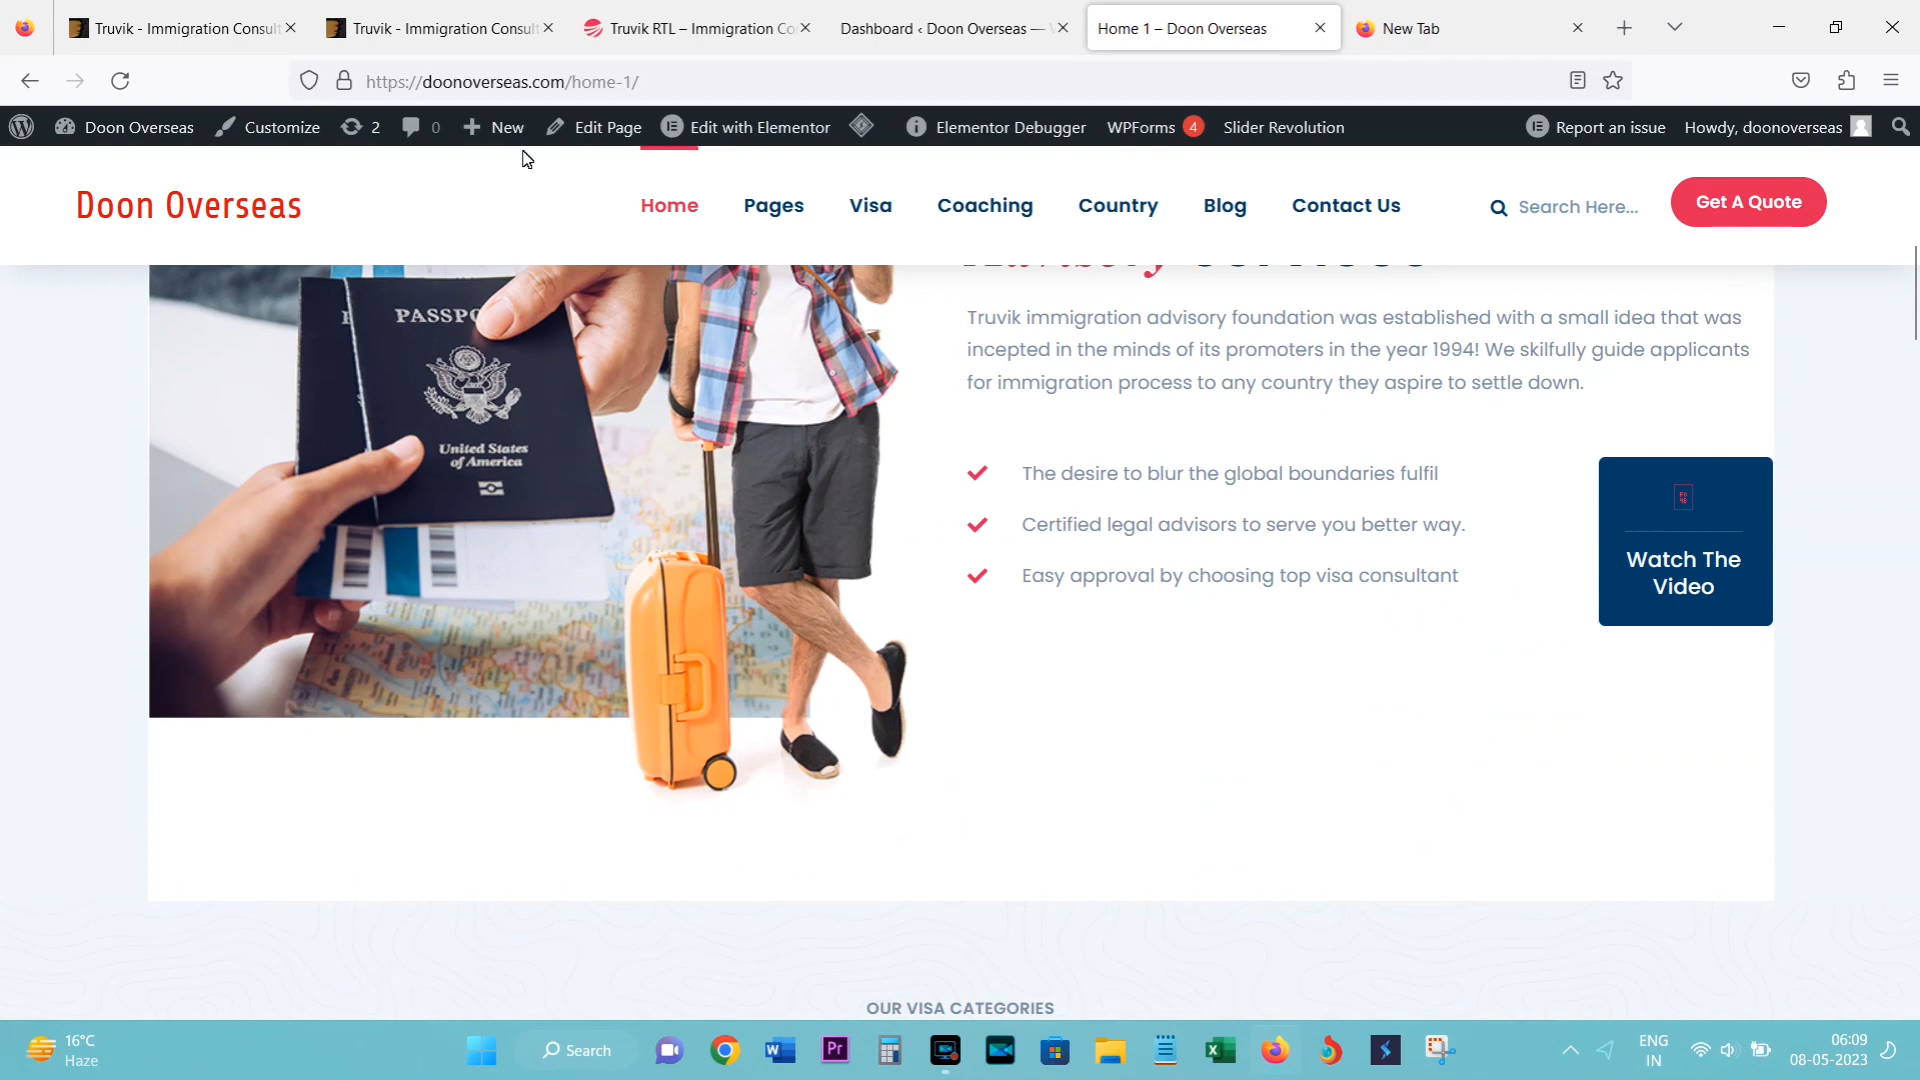 Truvik - Immigration Consult
Truvik - Immigration Consult
Truvik RTL – Immigration Co
Dashboard ‹ Doon Overseas —
Home 1 – Doon Overseas
New Tab
https://doonoverseas.com/home-1/
Doon Overseas
Customize
2
0
New
Edit Page
Edit with Elementor
Elementor Debugger
WPForms 4
Slider Revolution
Report an issue
Howdy, doonoverseas
Doon Overseas
Home
Pages
Visa
Coaching
Country
Blog
Contact Us
Search Here...
Get A Quote
PASSPO
United States
of America
Truvik immigration advisory foundation was established with a small idea that was
incepted in the minds of its promoters in the year 1994! We skilfully guide applicants
for immigration process to any country they aspire to settle down.
The desire to blur the global boundaries fulfil
Certified legal advisors to serve you better way.
Easy approval by choosing top visa consultant
Watch The
Video
OUR VISA CATEGORIES
16°C
Haze
Search
ENG
IN
06:09
08-05-2023